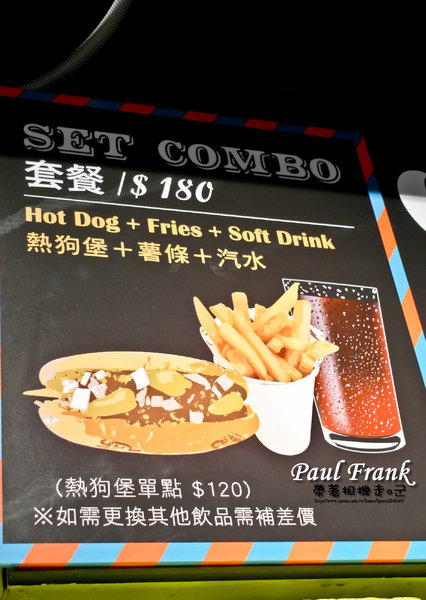 SET COMBO
套餐 /$ 180
Hot Dog + Fries + Soft Drink
熱狗堡＋薯條＋汽水
Paul Frank
帶著相機走e己
(熱狗堡單點 $120)
※如需更換其他飲品需補差價